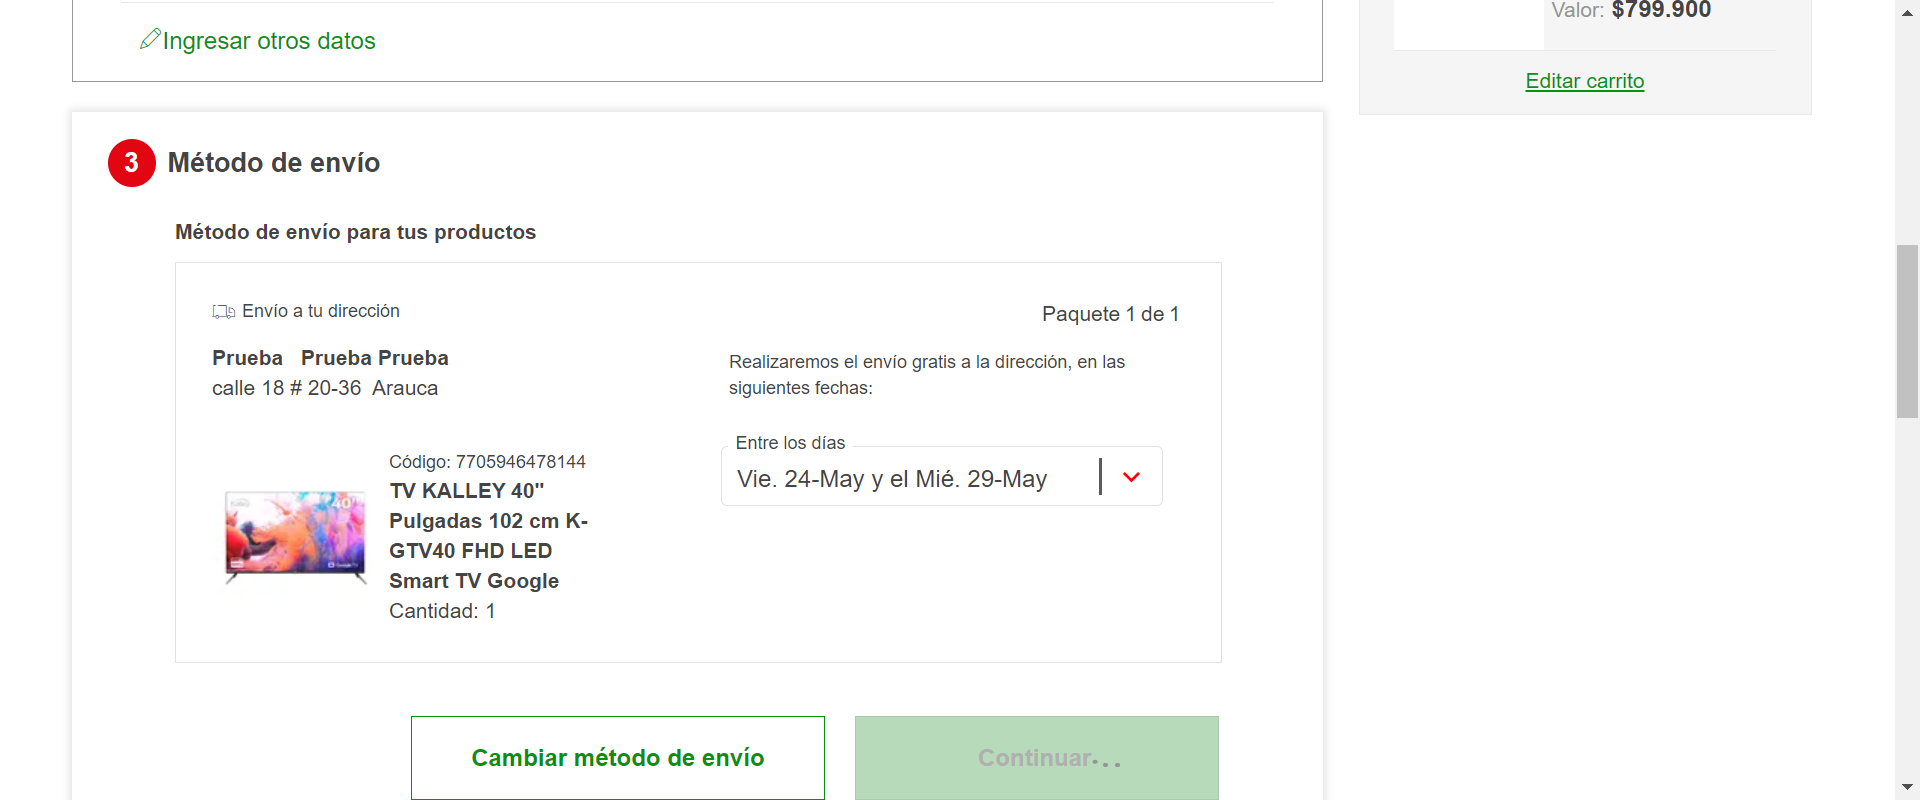 Ingresar otros datos
Valor: $799.900
Editar carrito
3 Método de envío
Método de envío para tus productos
Envío a tu dirección
Paquete 1 de 1
Prueba Prueba Prueba
calle 18 # 20-36 Arauca
Realizaremos el envío gratis a la dirección, en las
siguientes fechas:
Entre los días
Vie. 24-May y el Mié. 29-May
Código: 7705946478144
TV KALLEY 40"
Pulgadas 102 cm K-
GTV40 FHD LED
Smart TV Google
Cantidad: 1
40"
Cambiar método de envío
Continuar...